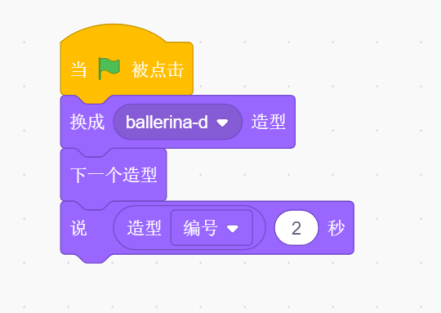 当 被点击
换成 ballerina-d 造型
下一个造型
说 造型 编号 2 秒